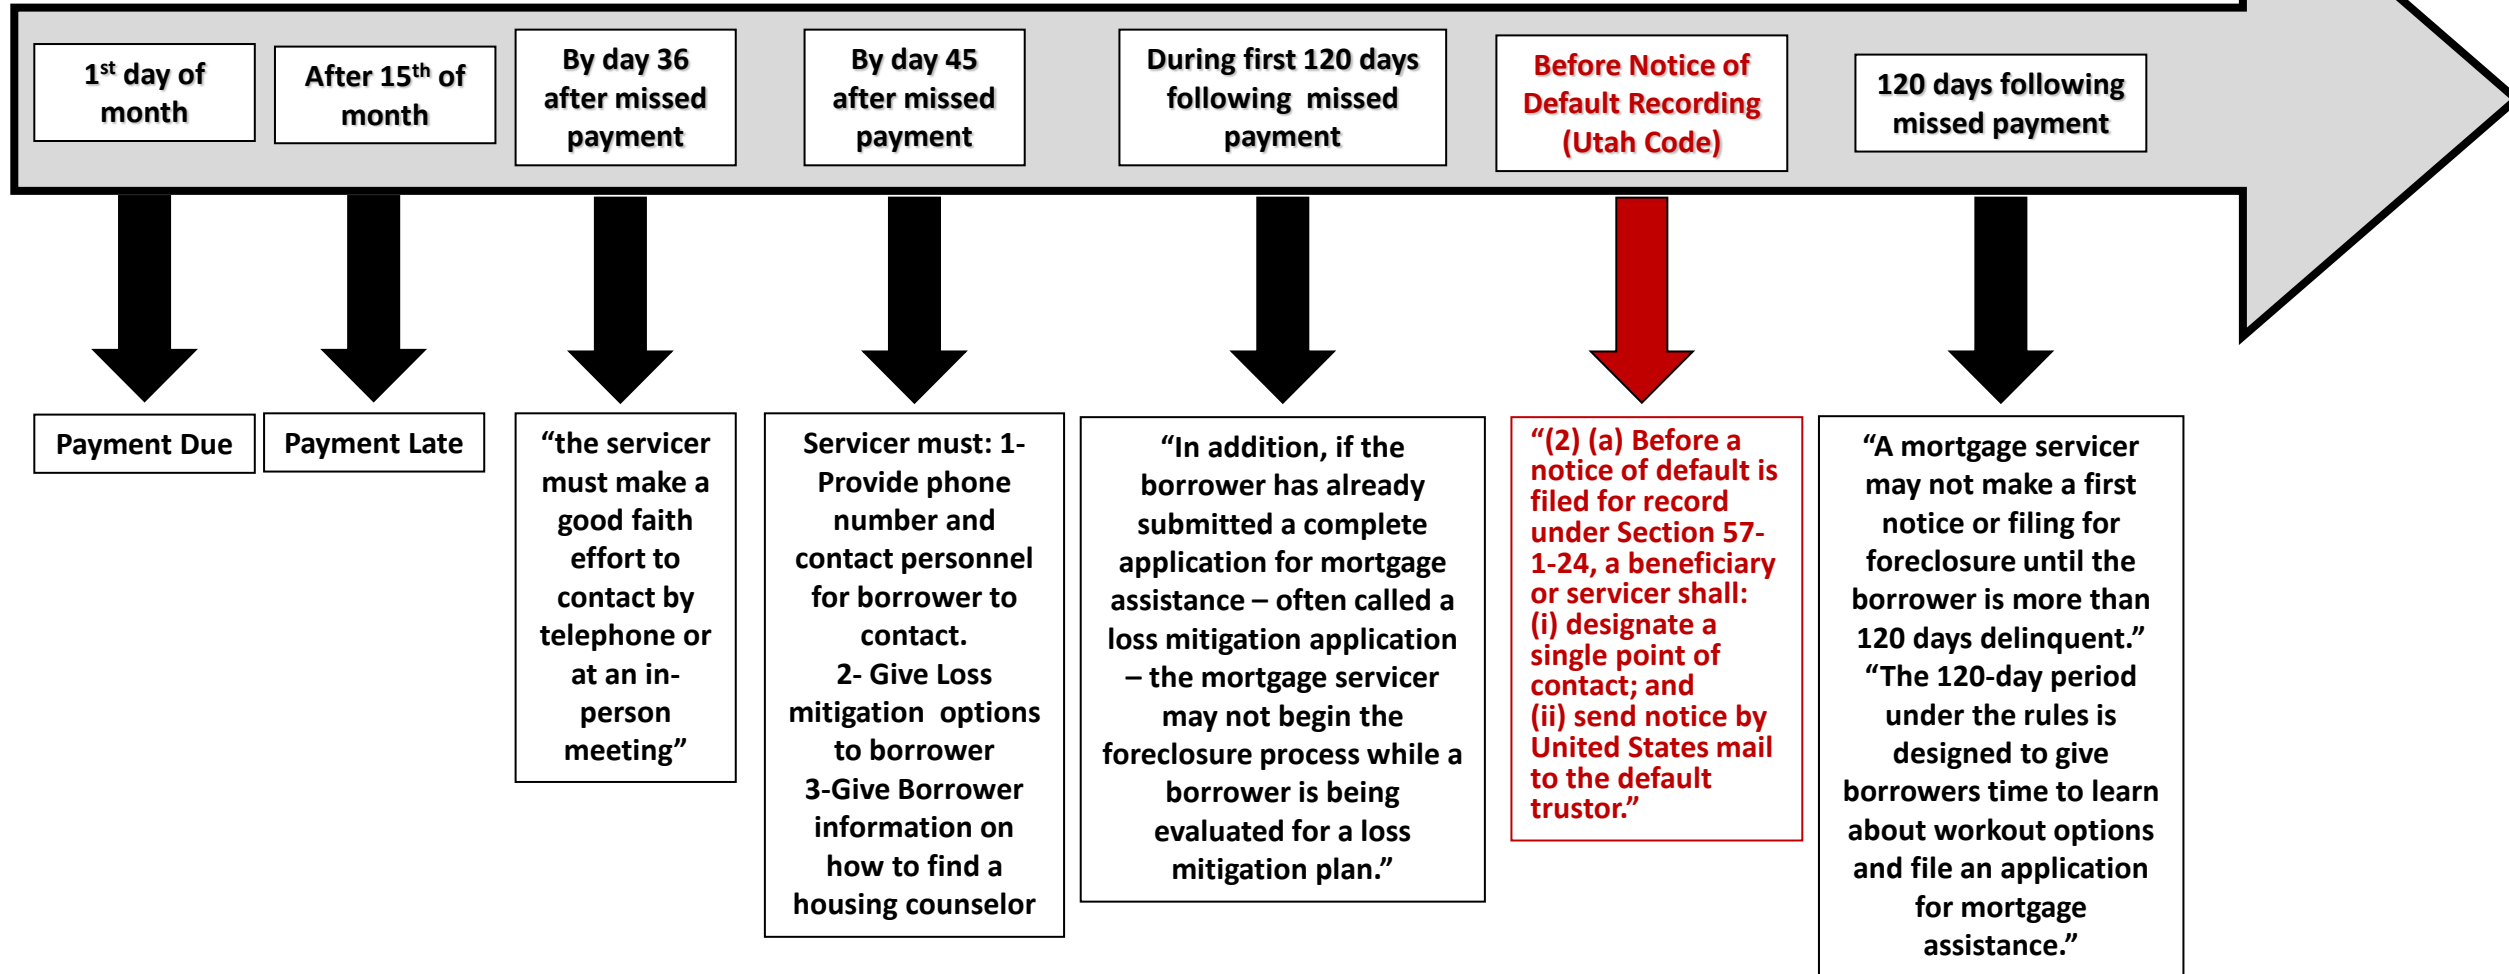 1st day of
month
After 15th of
month
By day 36
after missed
payment
By day 45
after missed
payment
During first 120 days
following missed
payment
Before Notice of
Default Recording
(Utah Code)
120 days following
missed payment
Payment Due
Payment Late
“the servicer
must make a
good faith
effort to
contact by
telephone or
at an in-
person
meeting”
Servicer must: 1-
Provide phone
number and
contact personnel
for borrower to
contact.
2- Give Loss
mitigation options
to borrower
3-Give Borrower
information on
how to find a
housing counselor
“In addition, if the
borrower has already
submitted a complete
application for mortgage
assistance – often called a
loss mitigation application
– the mortgage servicer
may not begin the
foreclosure process while a
borrower is being
evaluated for a loss
mitigation plan.”
“(2) (a) Before a
notice of default is
filed for record
under Section 57-
1-24, a beneficiary
or servicer shall:
(i) designate a
single point of
contact; and
(ii) send notice by
United States mail
to the default
trustor.”
“A mortgage servicer
may not make a first
notice or filing for
foreclosure until the
borrower is more than
120 days delinquent.”
“The 120-day period
under the rules is
designed to give
borrowers time to learn
about workout options
and file an application
for mortgage
assistance.”